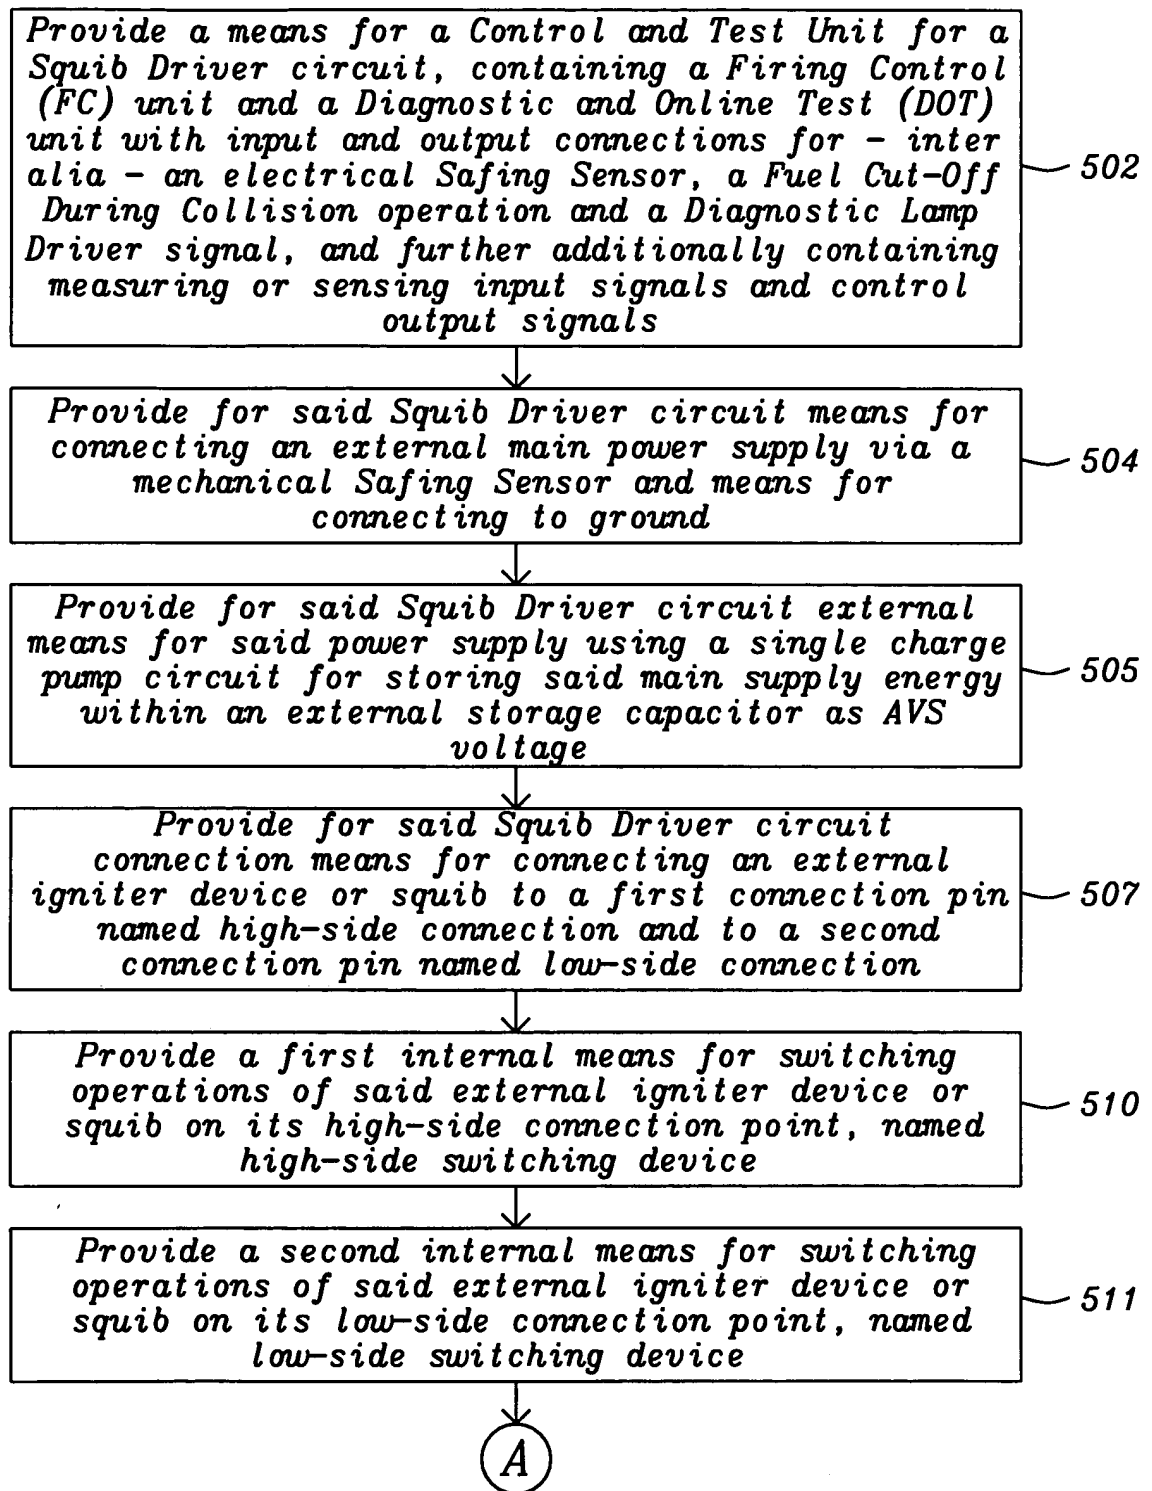 Provide a means for a Control and Test Unit for a
Squib Driver circuit, containing a Firing Control
(FC) unit and a Diagnostic and Online Test (DOT)
unit with input and output connections for - inter
alia - an electrical Safing Sensor, a Fuel Cut-Off
During Collision operation and a Diagnostic Lamp
Driver signal, and further additionally containing
measuring or sensing input signals and control
output signals
502
Provide for said Squib Driver circuit means for
connecting an external main power supply via a
mechanical Safing Sensor and means for
connecting to ground
504
Provide for said Squib Driver circuit external
means for said power supply using a single charge
pump circuit for storing said main supply energy
within an external storage capacitor as AVS
voltage
505
Provide for said Squib Driver circuit
connection means for connecting an external
igniter device or squib to a first connection pin
named high-side connection and to a second
connection pin named low-side connection
507
Provide a first internal means for switching
operations of said external igniter device or
squib on its high-side connection point, named
high-side switching device
510
Provide a second internal means for switching
operations of said external igniter device or
squib on its low-side connection point, named
low-side switching device
511
A